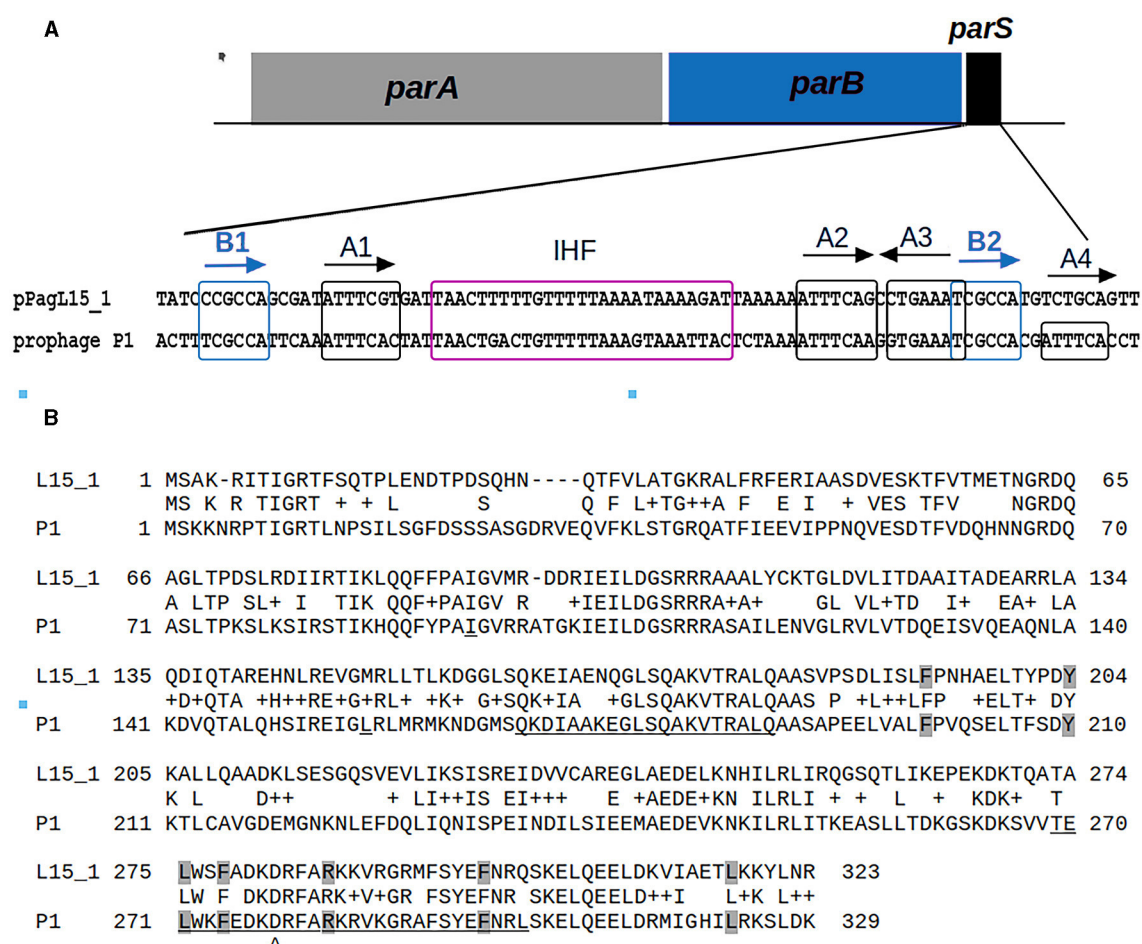 A
parS
parA
parB
B1
A1
IHF
A2
A3
B2
A4
pPagL15_1 TATCCCGCCAGCGATATTTCGTGATTAACTTTTTGTTTTTAAAATAAAAGATTAAAAAATTTCAGCCTGAAATCGCCATGTCTGCAGTT
prophage P1 ACTTTCGCCATTCAAATTTCACTATTAACTGACTGTTTTTAAAGTAAATTACTCTAAAATTTCAAGGTGAAATCGCCACGATTTCACCT
B
L15_1 1 MSAK-RITIGRTFSQTPLENDTPDSQHN----QTFVLATGKRALFRFERIAASDVESKTFVTMETNGRDQ 65
MS K R TIGRT + + L S Q F L+TG++A F E I + VES TFV NGRDQ
P1 1 MSKKNRPTIGRTLNPSILSGFDSSSASGDRVEQVFKLSTGRQATFIEEVIPPNQVESDTFVDQHNNGRDQ 70
L15_1 66 AGLTPDSLRDIIRTIKLQQFFPAIGVMR-DDRIEILDGSRRRAAALYCKTGLDVLITDAAITADEARRLA 134
A LTP SL+ I TIK QQF+PAIGV R +IEILDGSRRRA+A+ GL VL+TD I+ EA+ LA
P1 71 ASLTPKSLKSIRSTIKHQQFYPAIGVRRATGKIEILDGSRRRASAILENVGLRVLVTDQEISVQEAQNLA 140
L15_1 135 QDIQTAREHNLREVGMRLLTLKDGGLSQKEIAENQGLSQAKVTRALQAASVPSDLISLFPNHAELTYPDY 204
+D+QTA +H++RE+G+RL+ +K+ G+SQK+IA +GLSQAKVTRALQAAS P +L++LFP +ELT+ DY
P1 141 KDVQTALQHSIREIGLRLMRMKNDGMSQKDIAAKEGLSQAKVTRALQAASAPEELVALFPVQSELTFSDY 210
L15_1 205 KALLQAADKLSESGQSVEVLIKSISREIDVVCAREGLAEDELKNHILRLIRQGSQTLIKEPEKDKTQATA 274
K L D++ + LI++IS EI+++ E +AEDE+KN ILRLI + + L + KDK+ T
P1 211 KTLCAVGDEMGNKNLEFDQLIQNISPEINDILSIEEMAEDEVKNKILRLITKEASLLTDKGSKDKSVVTE 270
L15_1 275 LWSFADKDRFARKKVRGRMFSYEFNRQSKELQEELDKVIAETLKKYLNR 323
LW F DKDRFARK+V+GR FSYEFNR SKELQEELD++I L+K L++
P1 271 LWKFEDKDRFARKRVKGRAFSYEFNRLSKELQEELDRMIGHILRKSLDK 329
^